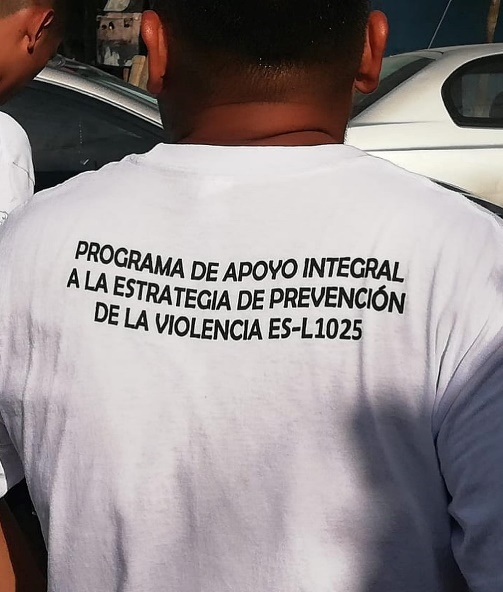 PROGRAMA DE APOYO INTEGRAL
A LA ESTRATEGIA DE PREVENCIÓN
DE LA VIOLENCIA ES-L1025